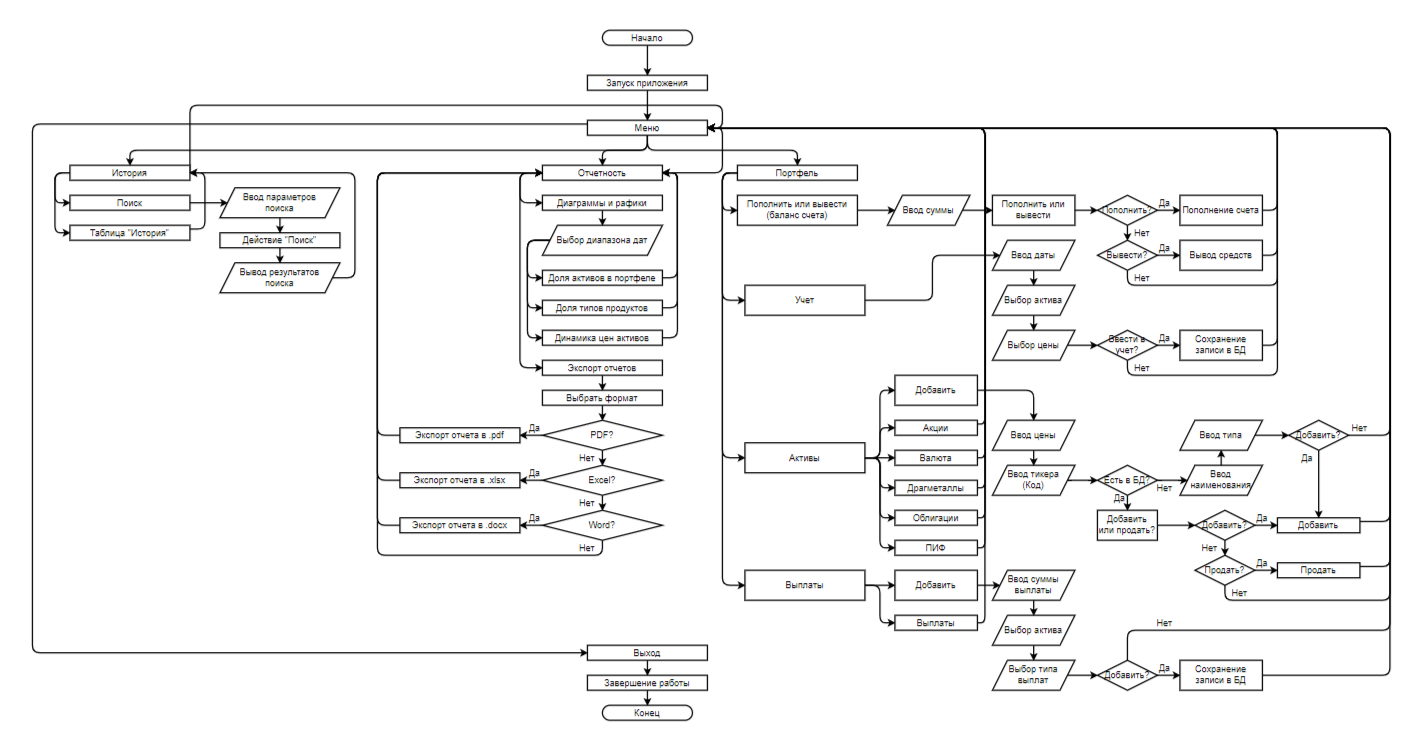 Начало
Запуск приложения
Меню
История
Поиск
Таблица "История"
Ввод параметров
поиска
Действие "Поиск"
Вывод результатов
поиска
Отчетность
Диаграммы и рафики
Выбор диапазона дат
Доля активов в портфеле
Доля типов продуктов
Динамика цен активов
Экспорт отчетов
Выбрать формат
PDF?
Да
Экспорт отчета в .pdf
Нет
Excel?
Да
Экспорт отчета в .xlsx
Нет
Word?
Да
Экспорт отчета в .docx
Нет
Портфель
Пополнить или вывести
(баланс счета)
Ввод суммы
Пополнить или
вывести
Пополнить?
Да
Пополнение счета
Нет
Вывести?
Да
Вывод средств
Нет
Учет
Ввод даты
Выбор актива
Выбор цены
Ввести в
учет?
Да
Сохранение
записи в БД
Нет
Активы
Добавить
Акции
Валюта
Драгметаллы
Облигации
ПИФ
Ввод цены
Ввод тикера
(Код)
Есть в БД?
Нет
Ввод
наименования
Ввод типа
Добавить?
Нет
Да
Да
Добавить
или продать?
Добавить?
Да
Добавить
Нет
Продать?
Да
Продать
Нет
Выплаты
Добавить
Выплаты
Ввод суммы
выплаты
Выбор актива
Выбор типа
выплат
Добавить?
Нет
Да
Сохранение
записи в БД
Выход
Завершение работы
Конец